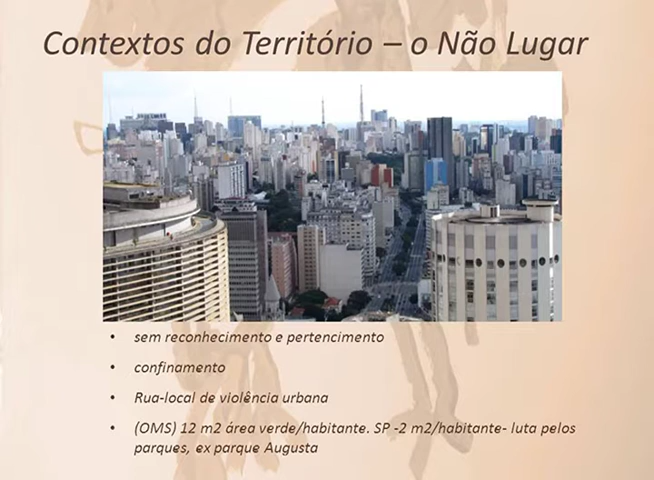 Contextos do Território – o Não Lugar
• sem reconhecimento e pertencimento
• confinamento
• Rua-local de violência urbana
• (OMS) 12 m2 área verde/habitante. SP -2 m2/habitante- luta pelos
parques, ex parque Augusta